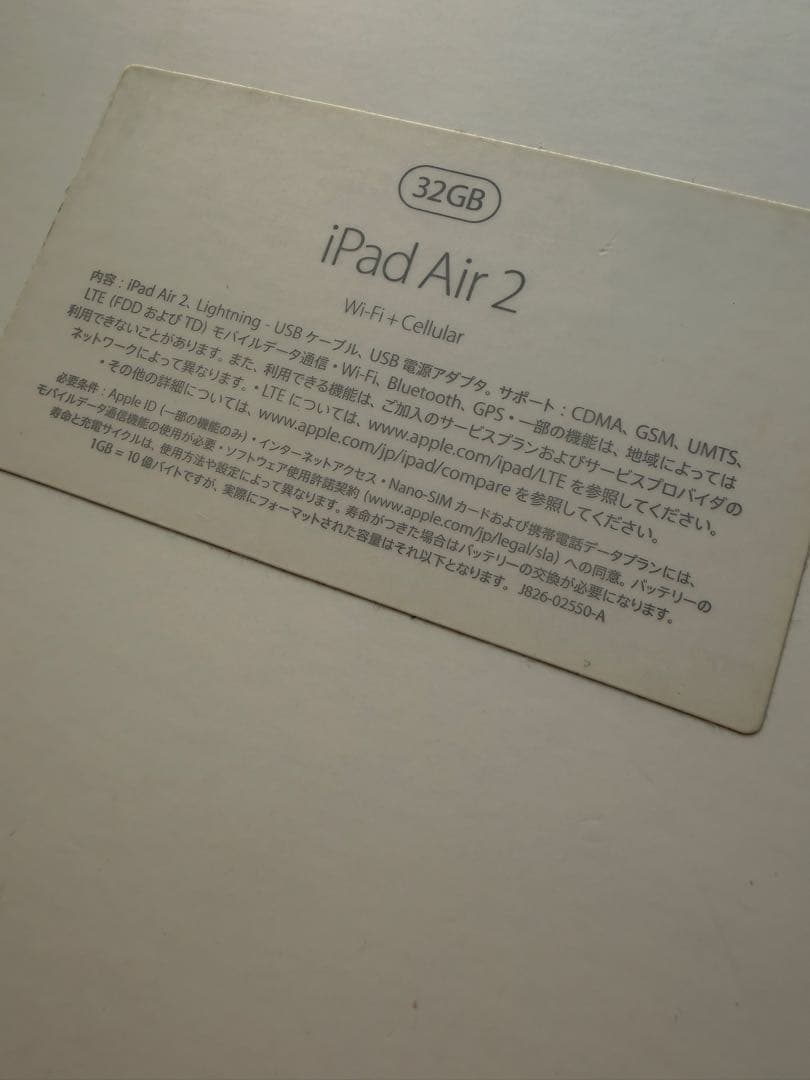 32GB
iPad Air 2
Wi-Fi + Cellular
内容：iPad Air 2、Lightning - USB ケーブル、USB 電源アダプタ。サポート：CDMA、GSM、UMTS、
LTE (FDD および TD) モバイルデータ通信・Wi-Fi、Bluetooth、GPS・一部の機能は、地域によっては
利用できないことがあります。また、利用できる機能は、ご加入のサービスプランおよびサービスプロバイダの
ネットワークによって異なります。・LTE については、www.apple.com/ipad/LTE を参照してください。
・その他の詳細については、www.apple.com/jp/ipad/compare を参照してください。
必要条件：Apple ID (一部の機能のみ)・インターネットアクセス・Nano-SIM カードおよび携帯電話データプランには、
モバイルデータ通信機能の使用が必要・ソフトウェア使用許諾契約 (www.apple.com/jp/legal/sla) への同意。バッテリーの
寿命と充電サイクルは、使用方法や設定によって異なります。寿命がつきた場合はバッテリーの交換が必要になります。
1GB = 10 億バイトですが、実際にフォーマットされた容量はそれ以下となります。 J826-02550-A